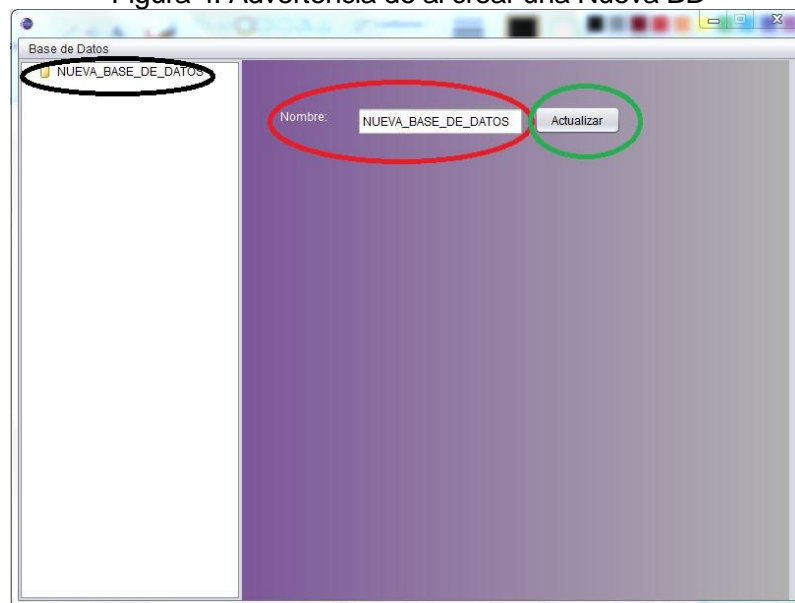 Figura 4. Advertencia de al crear una Nueva BD
Base de Datos
NUEVA_BASE_DE_DATOS
Nombre:
NUEVA_BASE_DE_DATOS
Actualizar